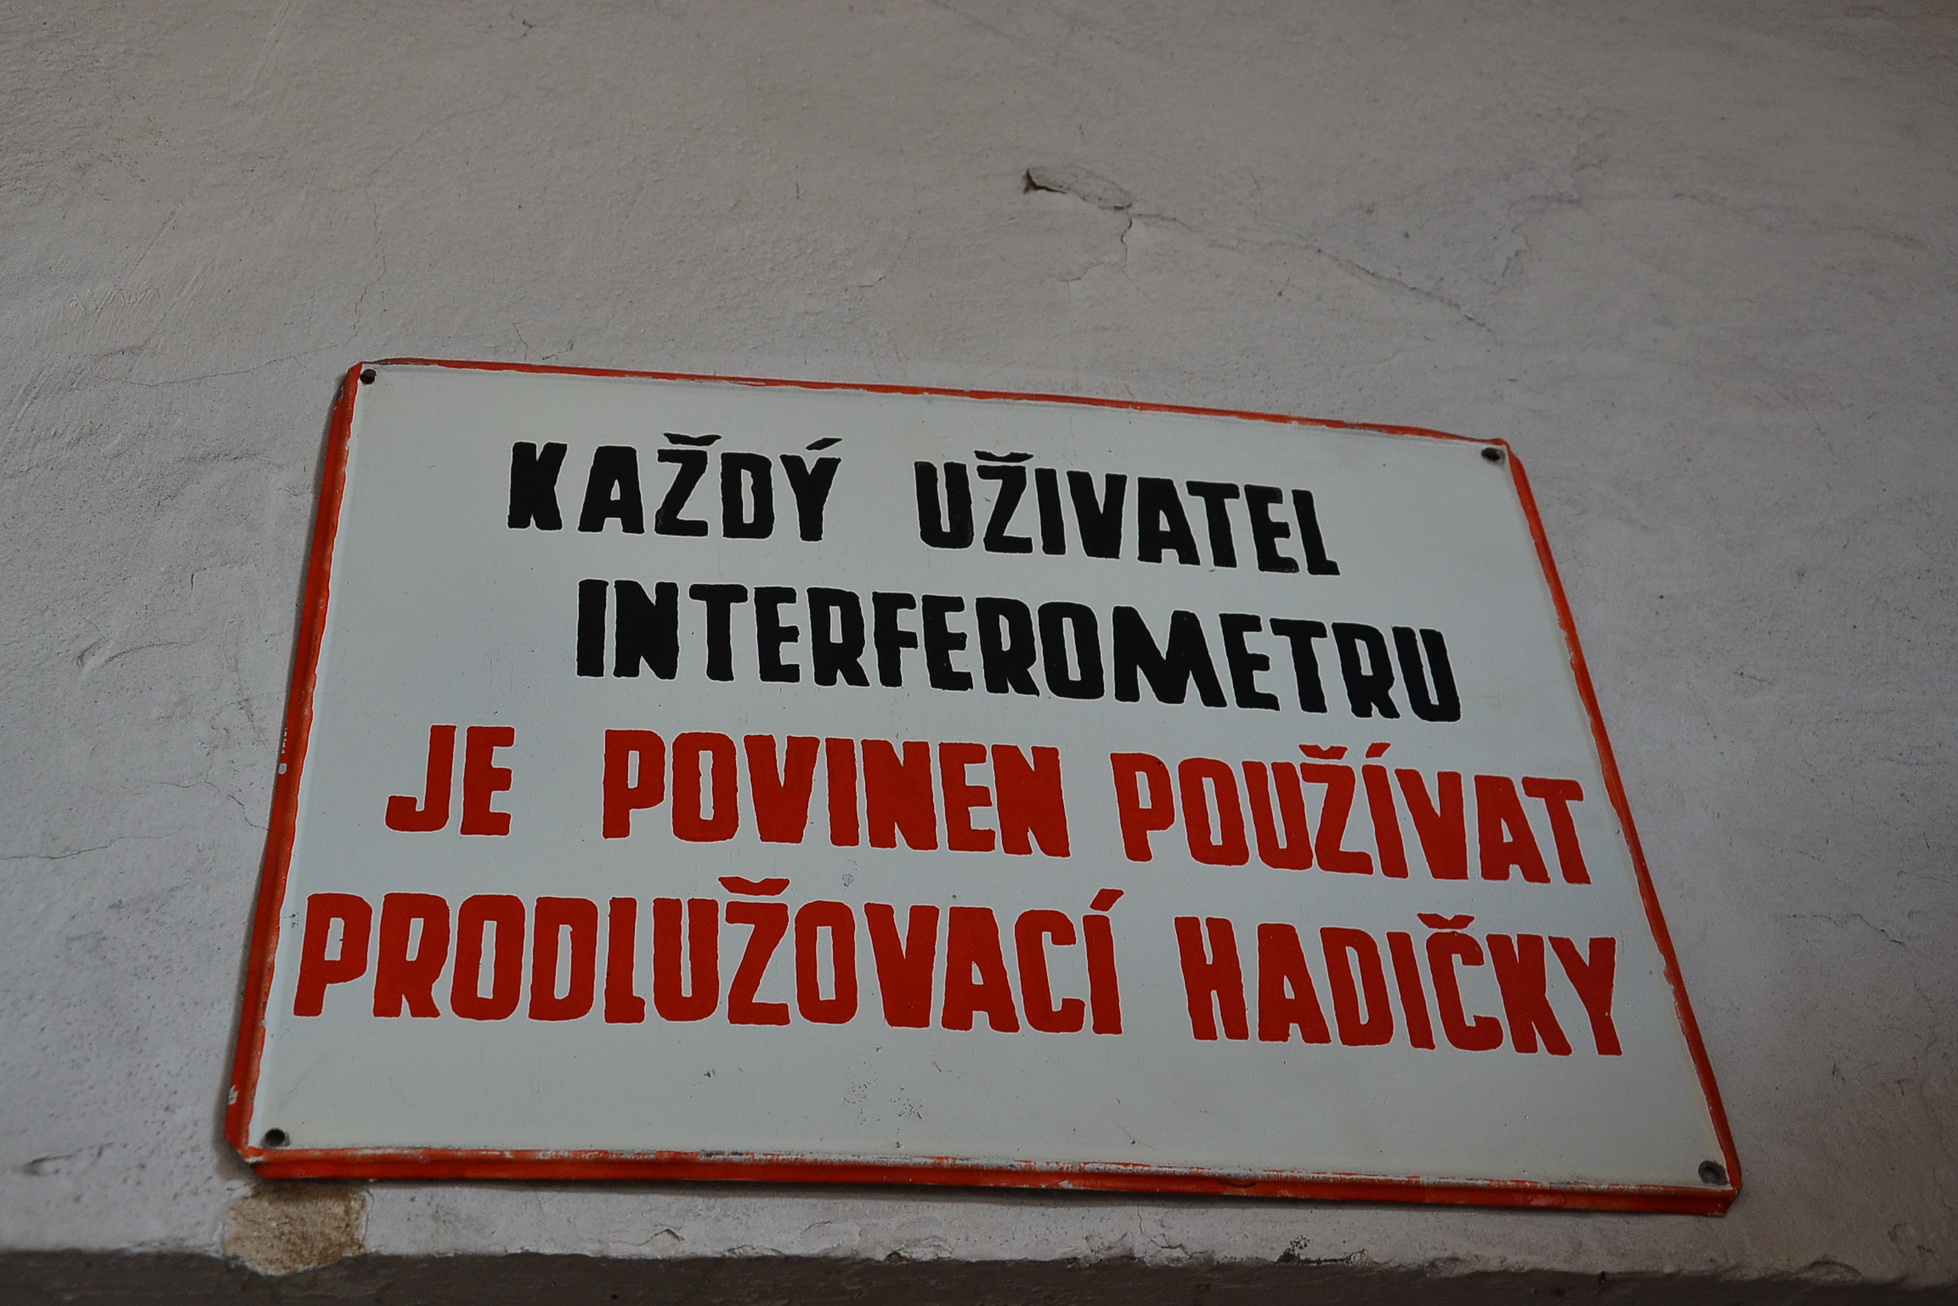 KAŽDÝ UŽIVATEL
INTERFEROMETRU
JE POVINEN POUŽÍVAT
PRODLUŽOVACÍ HADIČKY